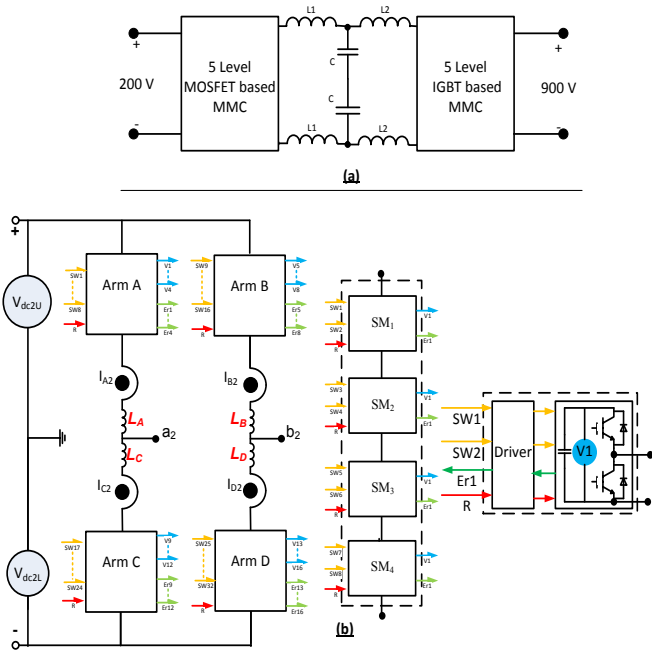 L1 L2
+ +
C
200 V
5 Level
MOSFET based
MMC
5 Level
IGBT based
MMC
900 V
C
- -
L1 L2
(a)
+
Vdc2U
SW1
SW8
R
Arm A
V1
V4
Er1
Er4
SW9
SW16
R
Arm B
V5
V8
Er5
Er8
IA2
IB2
LA
a2
LC
LB
b2
LD
IC2
ID2
Vdc2L
SW17
SW24
R
Arm C
V9
V12
Er9
Er12
SW25
SW32
R
Arm D
V13
V16
Er13
Er16
-
SW1
SW2
R
SM1
V1
Er1
SW3
SW4
R
SM2
V1
Er1
SW5
SW6
R
SM3
V1
Er1
SW7
SW8
R
SM4
V1
Er1
SW1
SW2
Er1
R
Driver
V1
(b)